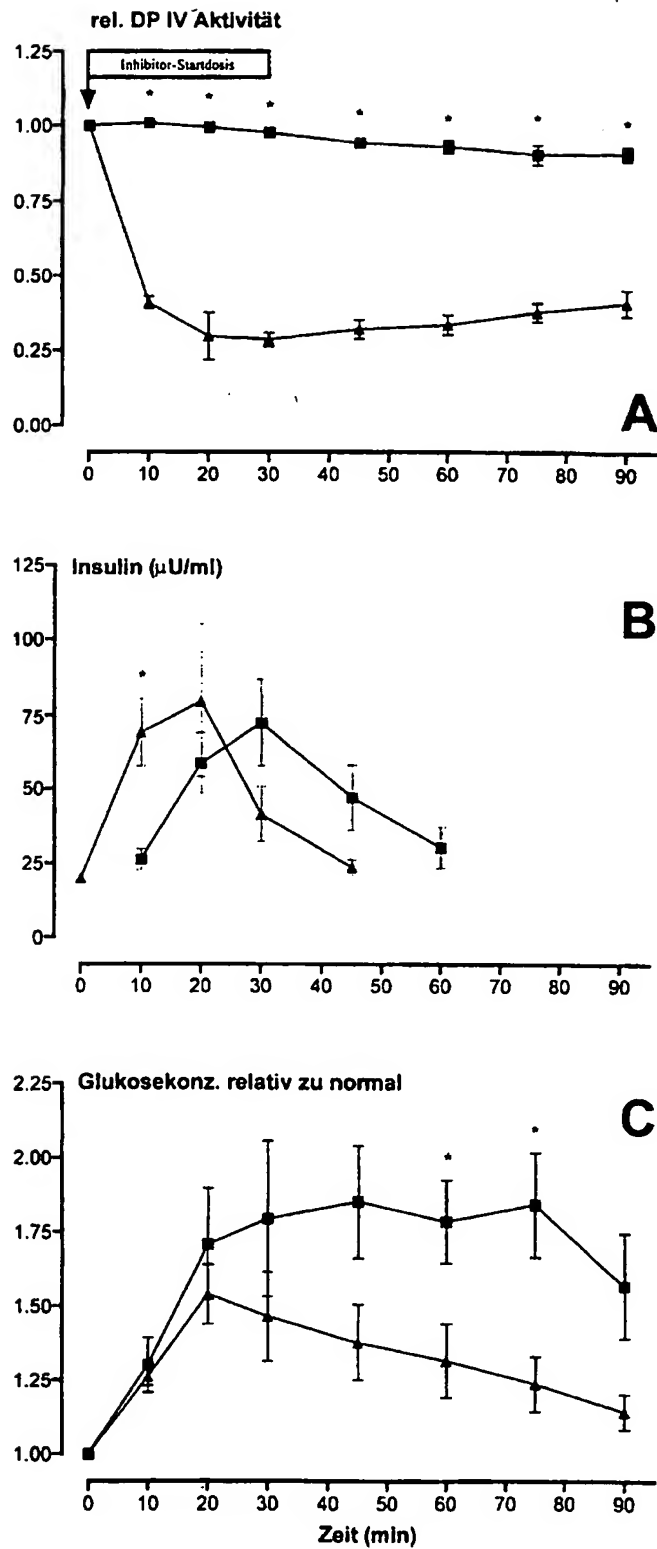 rel. DP IV Aktivität
Inhibitor-Startdosis
1.25
* * * * * * *
1.00
0.75
0.50
0.25
0.00
A
0 10 20 30 40 50 60 70 80 90
125
Insulin (µU/ml)
B
100
*
75
50
25
0
0 10 20 30 40 50 60 70 80 90
2.25
Glukosekonz. relativ zu normal
C
* *
2.00
1.75
1.50
1.25
1.00
0 10 20 30 40 50 60 70 80 90
Zeit (min)